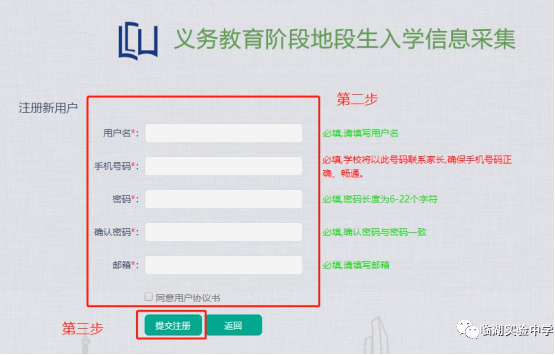 义务教育阶段地段生入学信息采集
第二步
注册新用户
用户名*： 必填,请填写用户名
手机号码*： 必填,学校将以此号码联系家长,确保手机号码正
确、畅通。
密码*： 必填,密码长度为6-22个字符
确认密码*： 必填,确认密码与密码一致
邮箱*： 必填,请填写邮箱
同意用户协议书
第三步
提交注册 返回
临湖实验中学